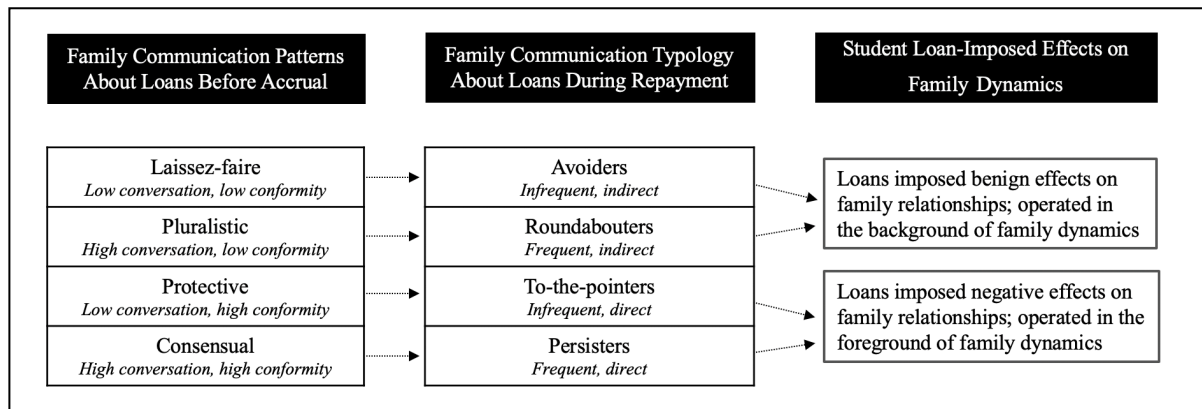 Family Communication Patterns
About Loans Before Accrual
Family Communication Typology
About Loans During Repayment
Student Loan-Imposed Effects on
Family Dynamics
Laissez-faire
Low conversation, low conformity
Pluralistic
High conversation, low conformity
Protective
Low conversation, high conformity
Consensual
High conversation, high conformity
Avoiders
Infrequent, indirect
Roundabouters
Frequent, indirect
To-the-pointers
Infrequent, direct
Persisters
Frequent, direct
Loans imposed benign effects on
family relationships; operated in
the background of family dynamics
Loans imposed negative effects on
family relationships; operated in the
foreground of family dynamics